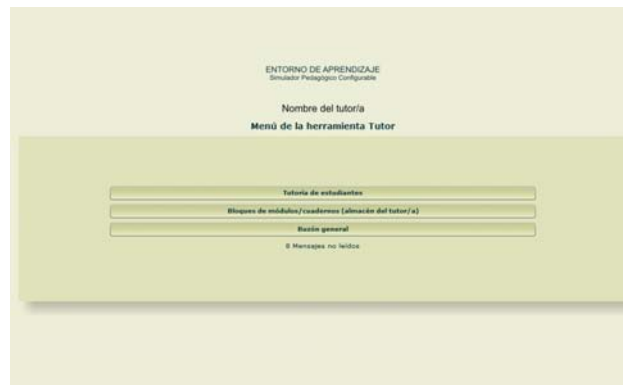 ENTORNO DE APRENDIZAJE
Simulador Pedagógico Configurable
Nombre del tutor/a
Menú de la herramienta Tutor
Tutoría de estudiantes
Bloques de módulos/cuadernos (almacén del tutor/a)
Buzón general
0 Mensajes no leídos